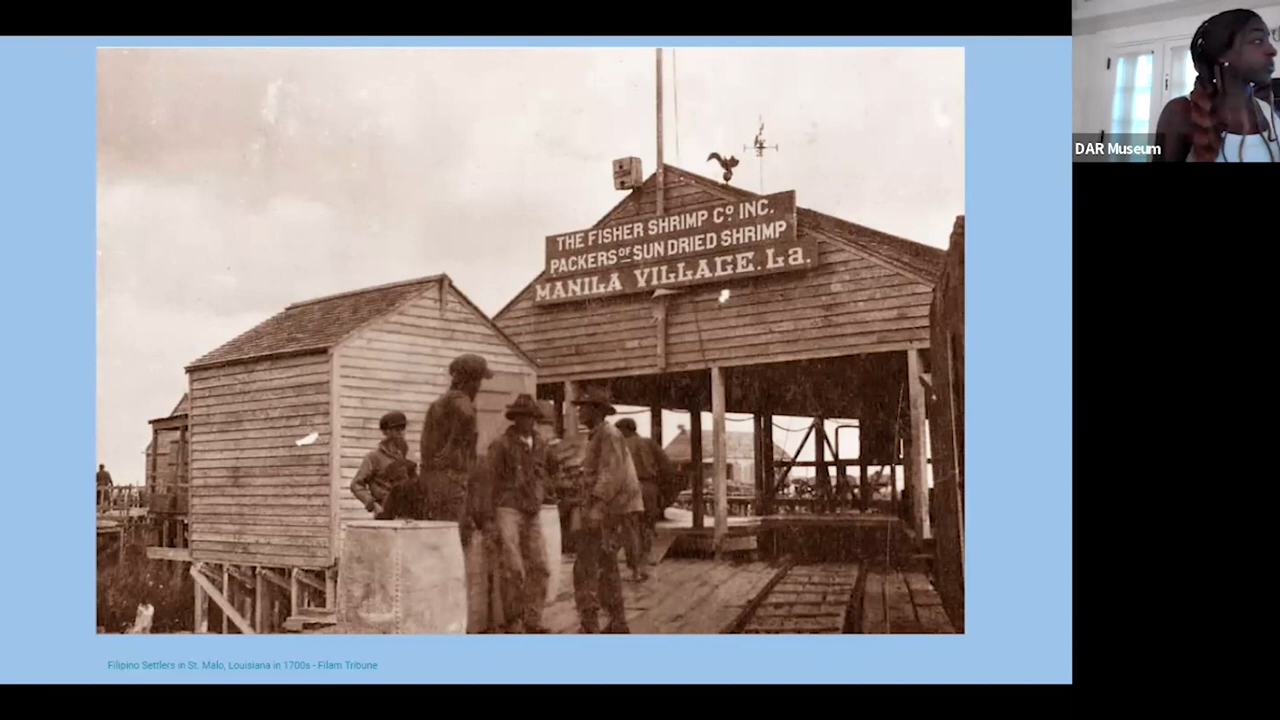 THE FISHER SHRIMP Cº INC.
PACKERS OF SUN DRIED SHRIMP
MANILA VILLAGE. La.
Filipino Settlers in St. Malo, Louisiana in 1700s - Filam Tribune
DAR Museum